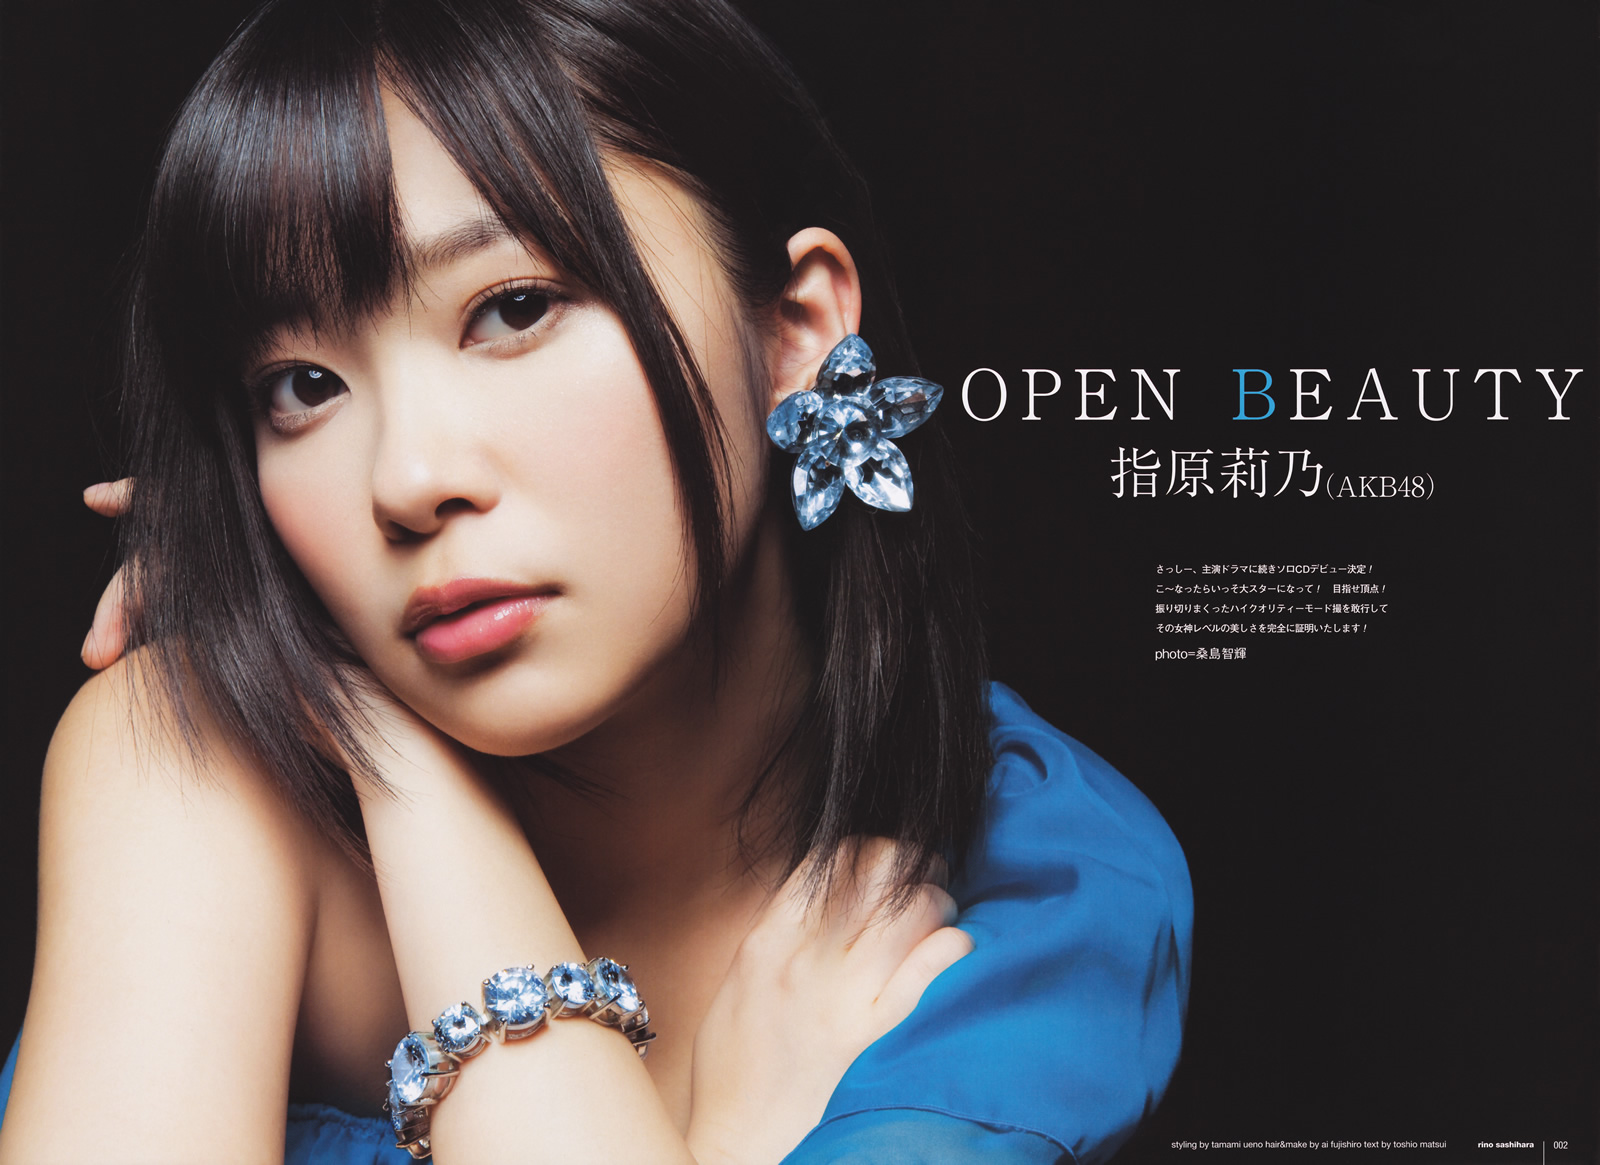 OPEN BEAUTY
指原莉乃(AKB48)
さっしー、主演ドラマに続きソロCDデビュー決定！
こ〜なったらいっそ大スターになって！　目指せ頂点！
振り切りまくったハイクオリティーモード撮を敢行して
その女神レベルの美しさを完全に証明いたします！
photo=桑島智輝
styling by tamami ueno hair&make by ai fujishiro text by toshio matsui rino sashihara 002